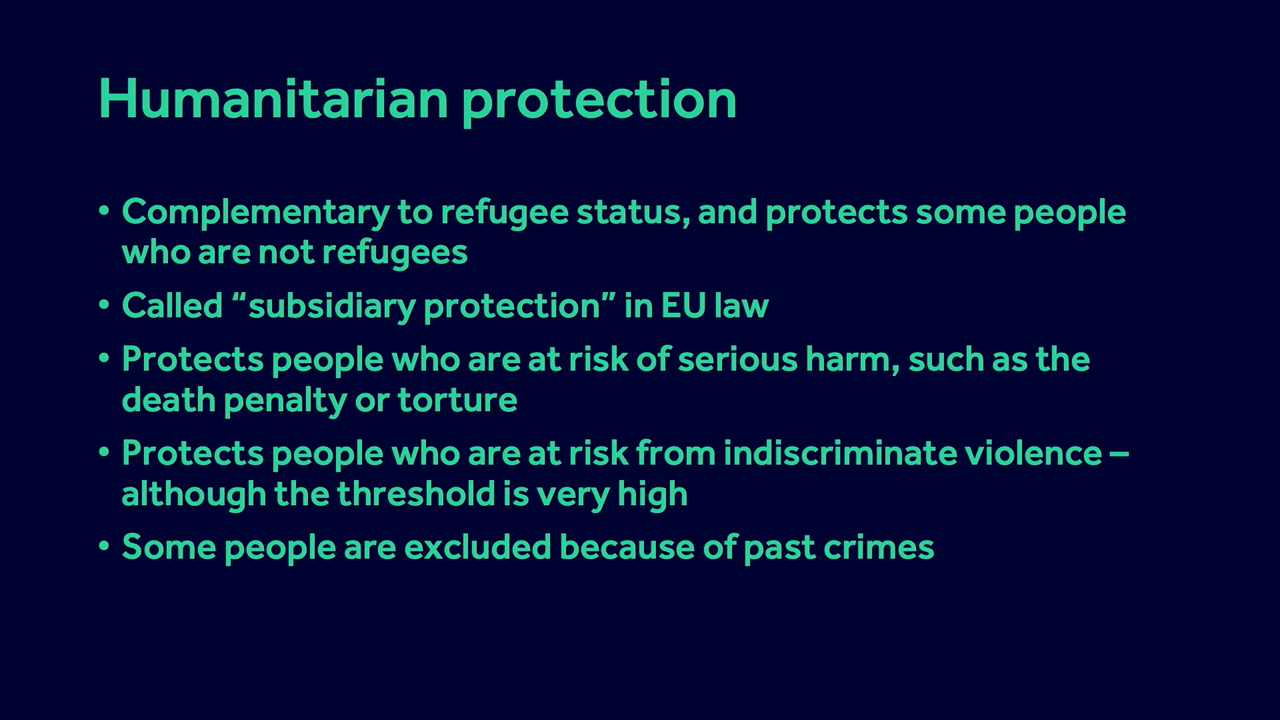 Humanitarian protection
• Complementary to refugee status, and protects some people
who are not refugees
• Called “subsidiary protection” in EU law
• Protects people who are at risk of serious harm, such as the
death penalty or torture
• Protects people who are at risk from indiscriminate violence –
although the threshold is very high
• Some people are excluded because of past crimes